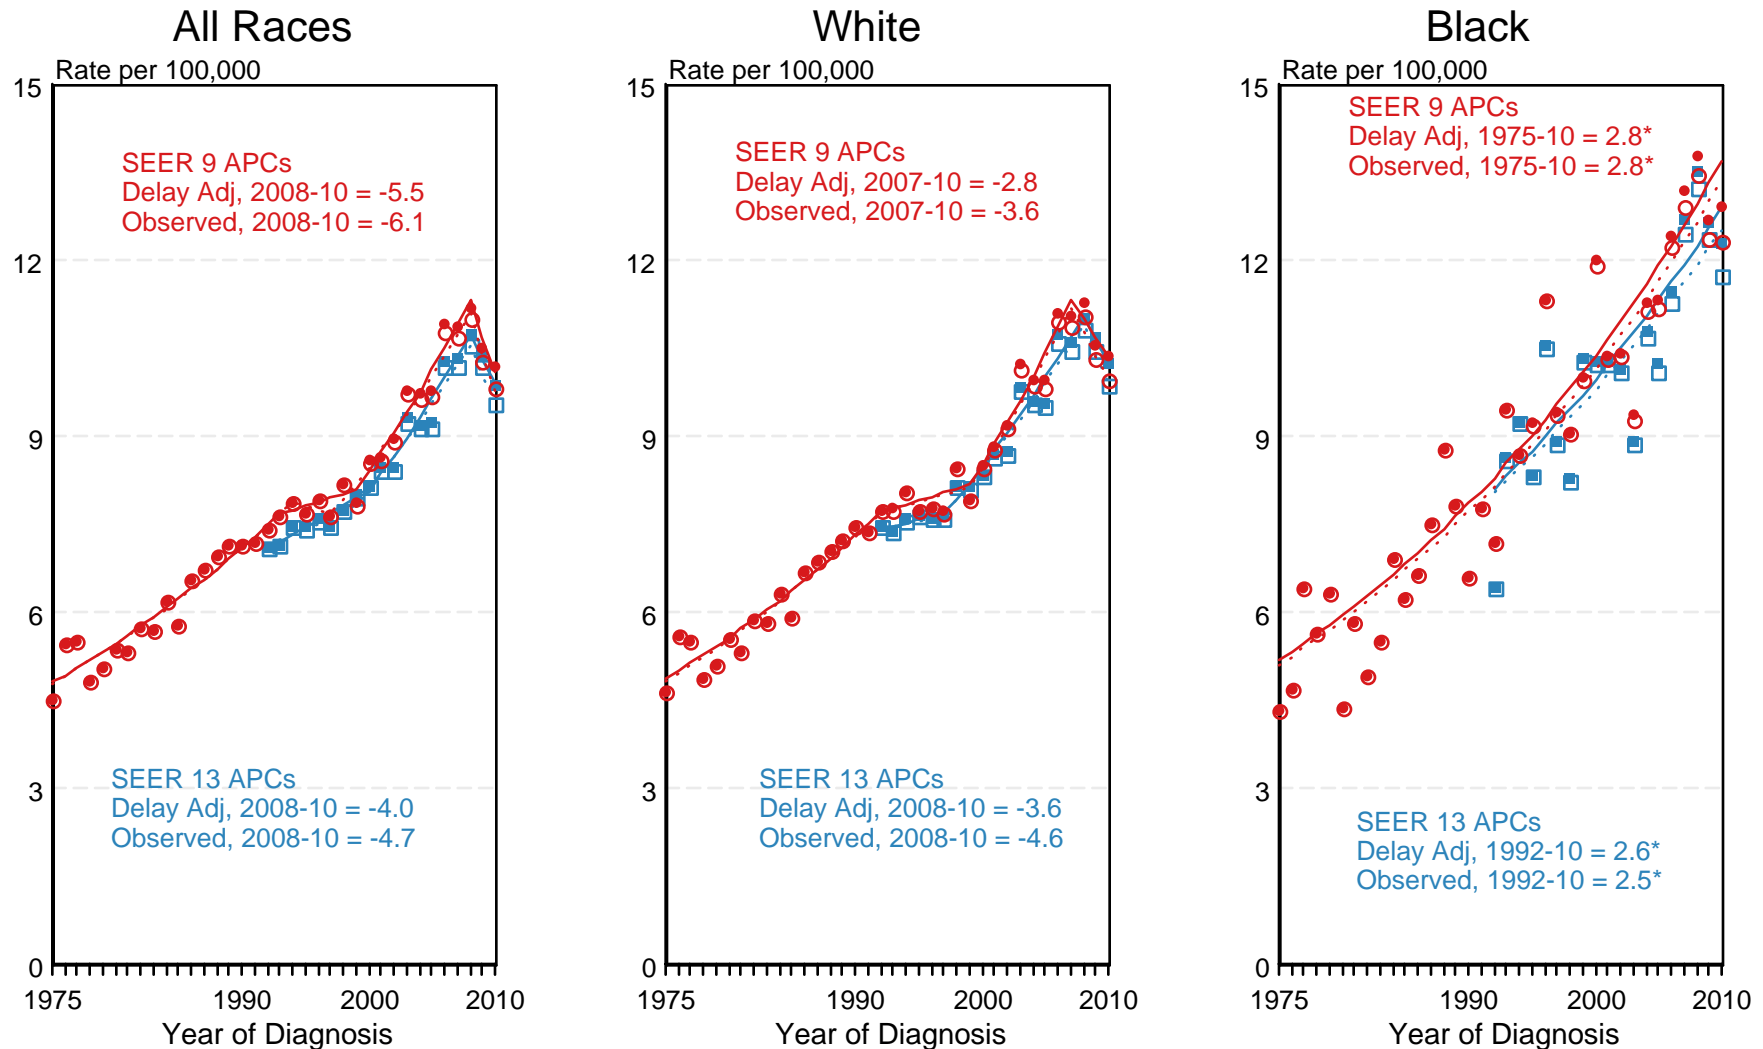 All Races
Rate per 100,000
15
12
9
6
3
0
SEER 9 APCs
Delay Adj, 2008-10 = -5.5
Observed, 2008-10 = -6.1
SEER 13 APCs
Delay Adj, 2008-10 = -4.0
Observed, 2008-10 = -4.7
1975 1990 2000 2010
Year of Diagnosis
White
Rate per 100,000
15
12
9
6
3
0
SEER 9 APCs
Delay Adj, 2007-10 = -2.8
Observed, 2007-10 = -3.6
SEER 13 APCs
Delay Adj, 2008-10 = -3.6
Observed, 2008-10 = -4.6
1975 1990 2000 2010
Year of Diagnosis
Black
Rate per 100,000
15
12
9
6
3
0
SEER 9 APCs
Delay Adj, 1975-10 = 2.8*
Observed, 1975-10 = 2.8*
SEER 13 APCs
Delay Adj, 1992-10 = 2.6*
Observed, 1992-10 = 2.5*
1975 1990 2000 2010
Year of Diagnosis